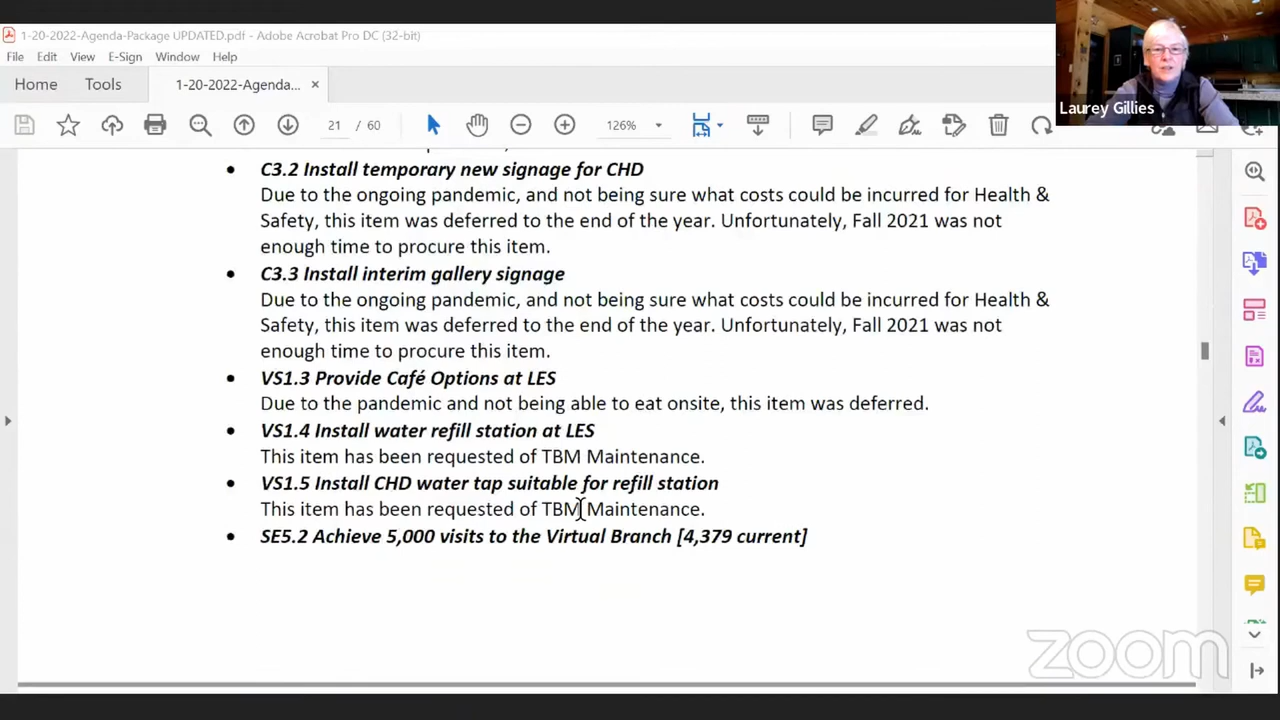 1-20-2022-Agenda-Package UPDATED.pdf - Adobe Acrobat Pro DC (32-bit)
File Edit View Window Help
Home Tools 1-20-2022-Agenda... ×
21 / 60 126%
Laurey Gillies
• C3.2 Install temporary new signage for CHD
Due to the ongoing pandemic, and not being sure what costs could be incurred for Health &
Safety, this item was deferred to the end of the year. Unfortunately, Fall 2021 was not
enough time to procure this item.
• C3.3 Install interim gallery signage
Due to the ongoing pandemic, and not being sure what costs could be incurred for Health &
Safety, this item was deferred to the end of the year. Unfortunately, Fall 2021 was not
enough time to procure this item.
• VS1.3 Provide Café Options at LES
Due to the pandemic and not being able to eat onsite, this item was deferred.
• VS1.4 Install water refill station at LES
This item has been requested of TBM Maintenance.
• VS1.5 Install CHD water tap suitable for refill station
This item has been requested of TBM Maintenance.
• SE5.2 Achieve 5,000 visits to the Virtual Branch [4,379 current]
zoom